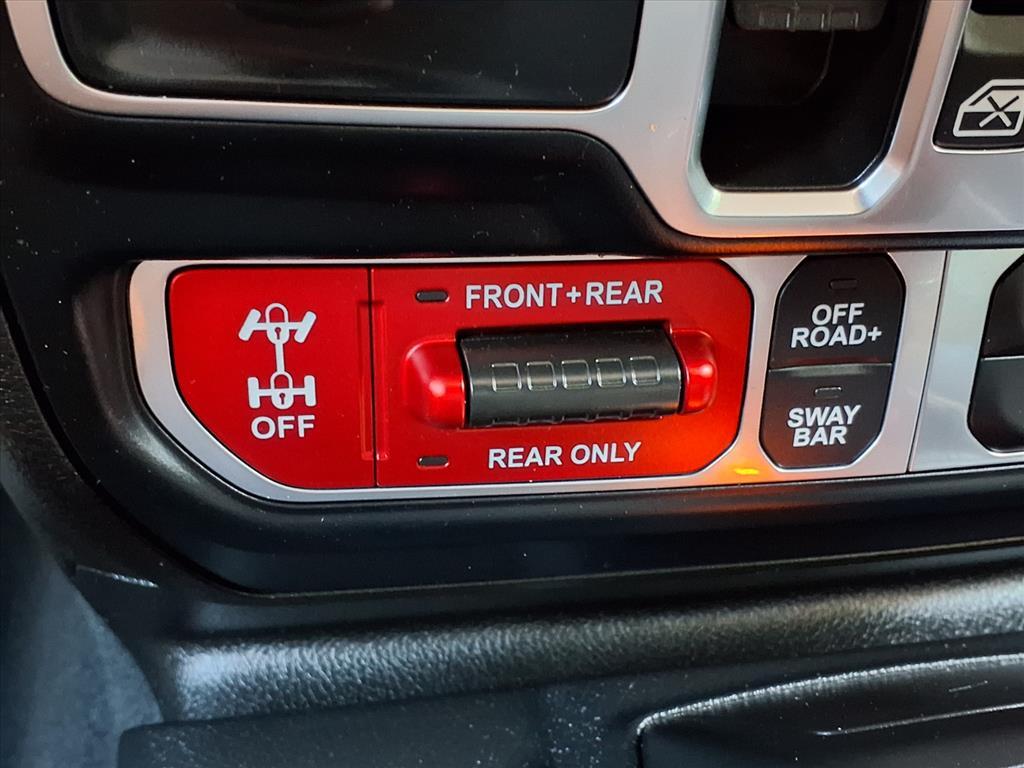 OFF
FRONT+REAR
REAR ONLY
OFF
ROAD+
SWAY
BAR